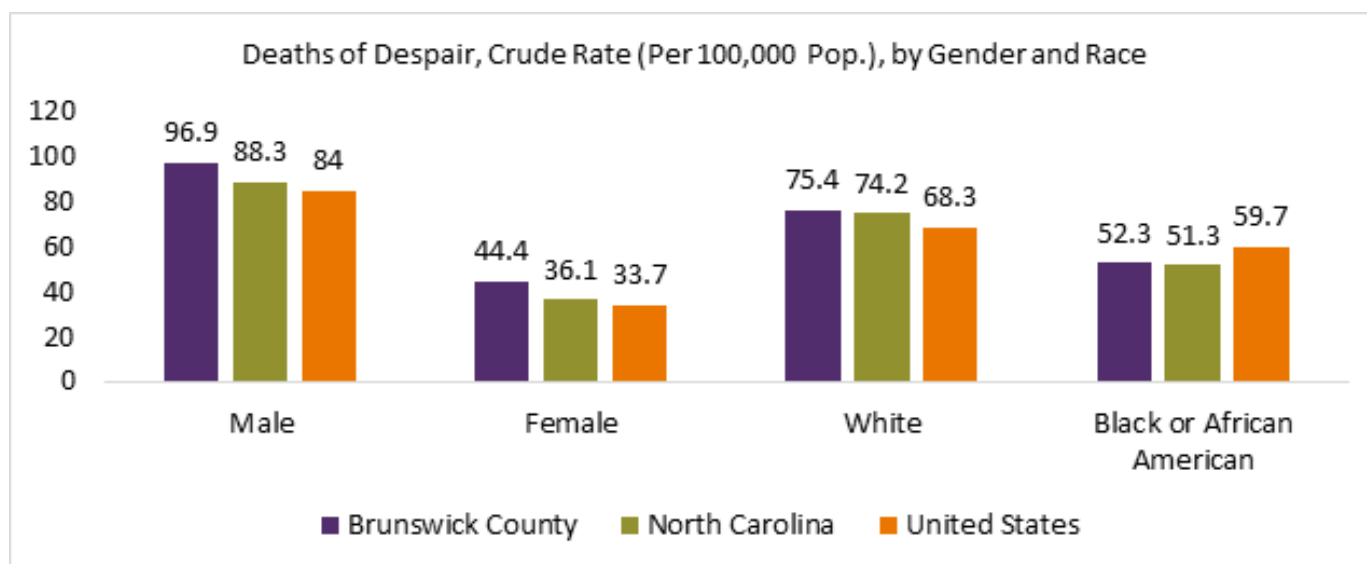 Deaths of Despair, Crude Rate (Per 100,000 Pop.), by Gender and Race
120
100
80
60
40
20
0
96.9 88.3 84
44.4 36.1 33.7
75.4 74.2 68.3
52.3 51.3 59.7
Male Female White Black or African
American
Brunswick County North Carolina United States